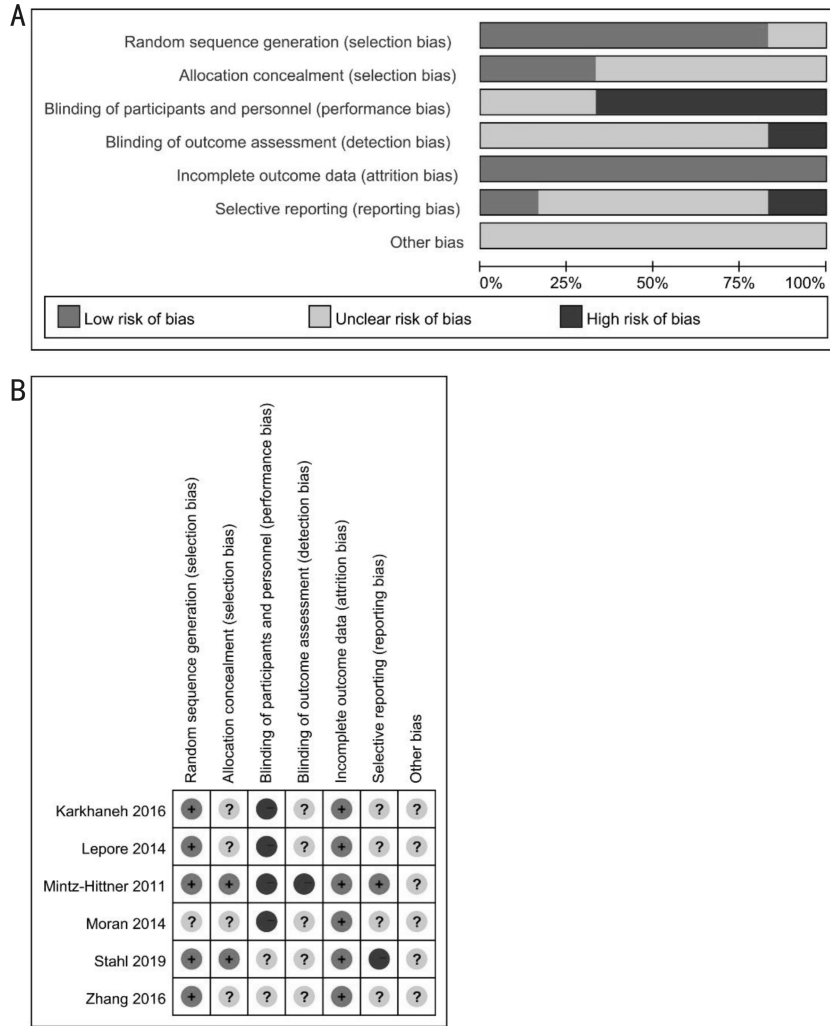 A
Random sequence generation (selection bias)
Allocation concealment (selection bias)
Blinding of participants and personnel (performance bias)
Blinding of outcome assessment (detection bias)
Incomplete outcome data (attrition bias)
Selective reporting (reporting bias)
Other bias
0% 25% 50% 75% 100%
Low risk of bias Unclear risk of bias High risk of bias
B
Random sequence generation (selection bias)
Allocation concealment (selection bias)
Blinding of participants and personnel (performance bias)
Blinding of outcome assessment (detection bias)
Incomplete outcome data (attrition bias)
Selective reporting (reporting bias)
Other bias
Karkhaneh 2016 + ? - ? + ? ?
Lepore 2014 + ? - ? + ? ?
Mintz-Hittner 2011 + + - - + + ?
Moran 2014 ? ? - ? + ? ?
Stahl 2019 + + ? ? + - ?
Zhang 2016 + ? ? ? + ? ?